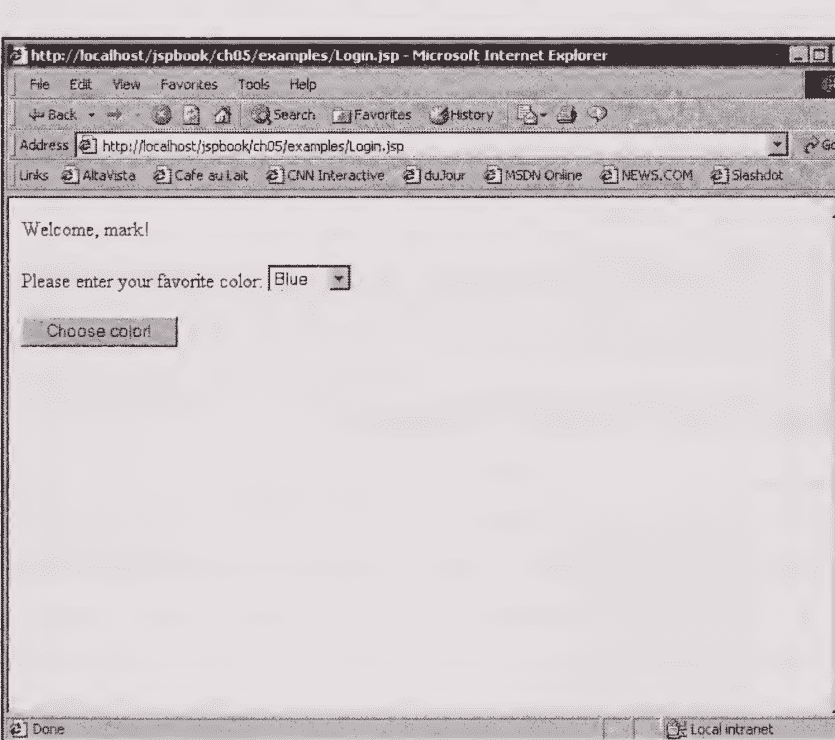 http://localhost/jspbook/ch05/examples/Login.jsp - Microsoft Internet Explorer
File Edit View Favorites Tools Help
Back Search Favorites History
Address http://localhost/jspbook/ch05/examples/Login.jsp Go
Links AltaVista Cafe au Lait CNN Interactive duJour MSDN Online NEWS.COM Slashdot
Welcome, mark!
Please enter your favorite color: Blue
Choose color!
Done Local intranet